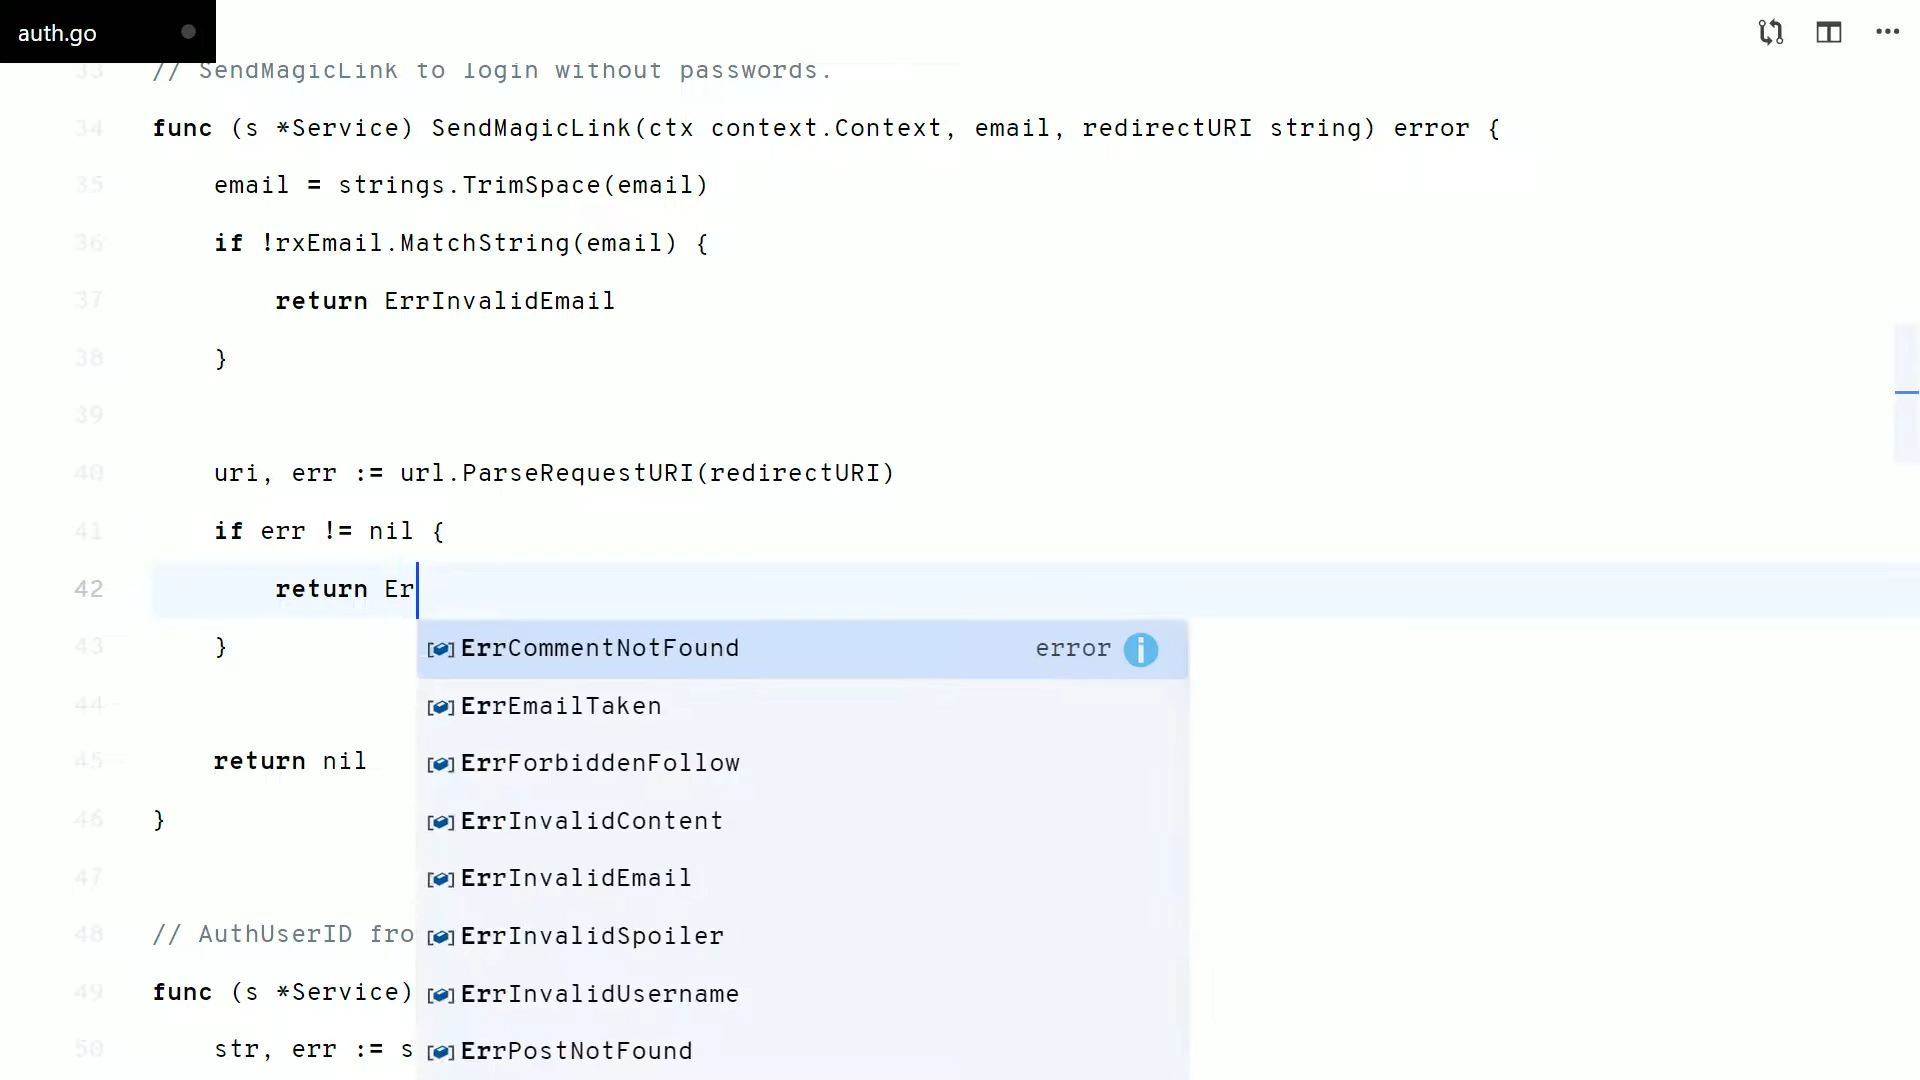 auth.go
33 // SendMagicLink to login without passwords.
34 func (s *Service) SendMagicLink(ctx context.Context, email, redirectURI string) error {
35 email = strings.TrimSpace(email)
36 if !rxEmail.MatchString(email) {
37 return ErrInvalidEmail
38 }
39
40 uri, err := url.ParseRequestURI(redirectURI)
41 if err != nil {
42 return Er
43 }
ErrCommentNotFound error
44
ErrEmailTaken
45 return nil
ErrForbiddenFollow
46 }
ErrInvalidContent
47
ErrInvalidEmail
48 // AuthUserID fro
ErrInvalidSpoiler
49 func (s *Service)
ErrInvalidUsername
50 str, err := s
ErrPostNotFound